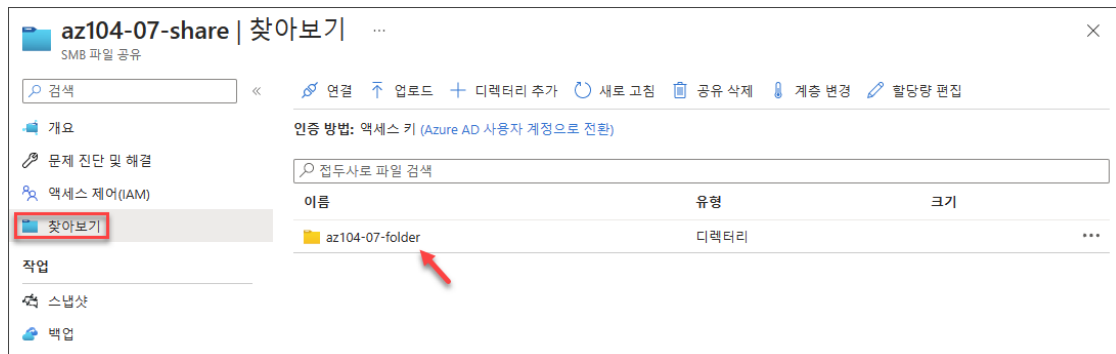 az104-07-share | 찾아보기 ...
SMB 파일 공유
검색 «
연결 업로드 디렉터리 추가 새로 고침 공유 삭제 계층 변경 할당량 편집
개요
문제 진단 및 해결
액세스 제어(IAM)
찾아보기
작업
스냅샷
백업
인증 방법: 액세스 키 (Azure AD 사용자 계정으로 전환)
접두사로 파일 검색
이름 유형 크기
az104-07-folder 디렉터리 ...